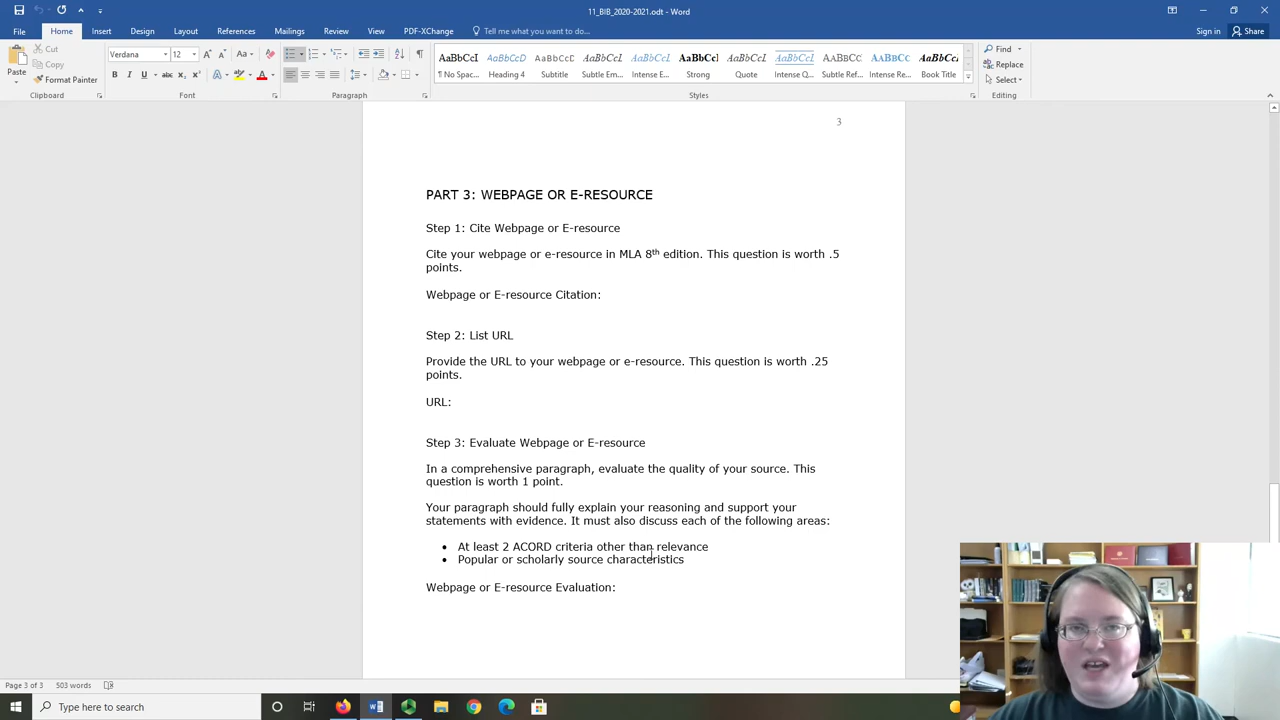 11_BIB_2020-2021.odt - Word
Sign in
Share
File
Home
Insert
Design
Layout
References
Mailings
Review
View
PDF-XChange
Tell me what you want to do...
Paste
Cut
Copy
Format Painter
Clipboard
Verdana
12
Font
Paragraph
AaBbCcI
AaBbCcD
AaBbCcD
AaBbCcI
AaBbCcI
AaBbCcI
AaBbCcI
AaBbCcI
AaBbCc
AaBbCc
AaBbCcI
¶ No Spac...
Heading 4
Subtitle
Subtle Em...
Intense E...
Strong
Quote
Intense Q...
Subtle Ref...
Intense Re...
Book Title
Styles
Find
Replace
Select
Editing
3
PART 3: WEBPAGE OR E-RESOURCE
Step 1: Cite Webpage or E-resource
Cite your webpage or e-resource in MLA 8th edition. This question is worth .5
points.
Webpage or E-resource Citation:
Step 2: List URL
Provide the URL to your webpage or e-resource. This question is worth .25
points.
URL:
Step 3: Evaluate Webpage or E-resource
In a comprehensive paragraph, evaluate the quality of your source. This
question is worth 1 point.
Your paragraph should fully explain your reasoning and support your
statements with evidence. It must also discuss each of the following areas:
• At least 2 ACORD criteria other than relevance
• Popular or scholarly source characteristics
Webpage or E-resource Evaluation:
Page 3 of 3
503 words
Type here to search